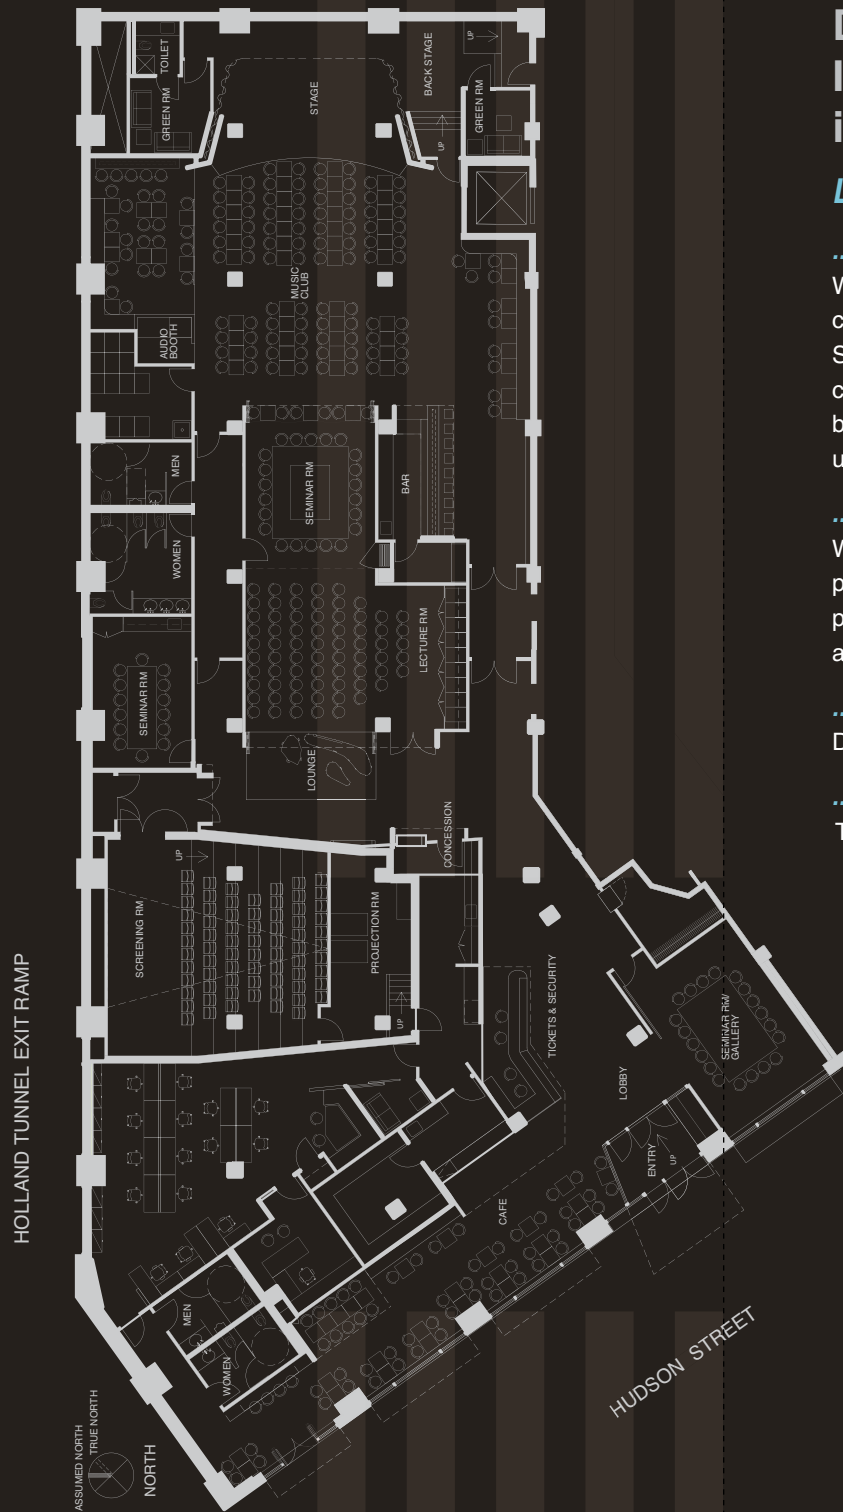 TOILET
GREEN RM
STAGE
BACK STAGE
UP
GREEN RM
UP
MUSIC
CLUB
AUDIO
BOOTH
MEN
SEMINAR RM
BAR
WOMEN
LECTURE RM
SEMINAR RM
LOUNGE
CONCESSION
UP
SCREENING RM
PROJECTION RM
UP
TICKETS & SECURITY
SEMINAR RM/
GALLERY
LOBBY
ENTRY
UP
CAFE
MEN
WOMEN
HOLLAND TUNNEL EXIT RAMP
HUDSON STREET
ASSUMED NORTH
TRUE NORTH
NORTH